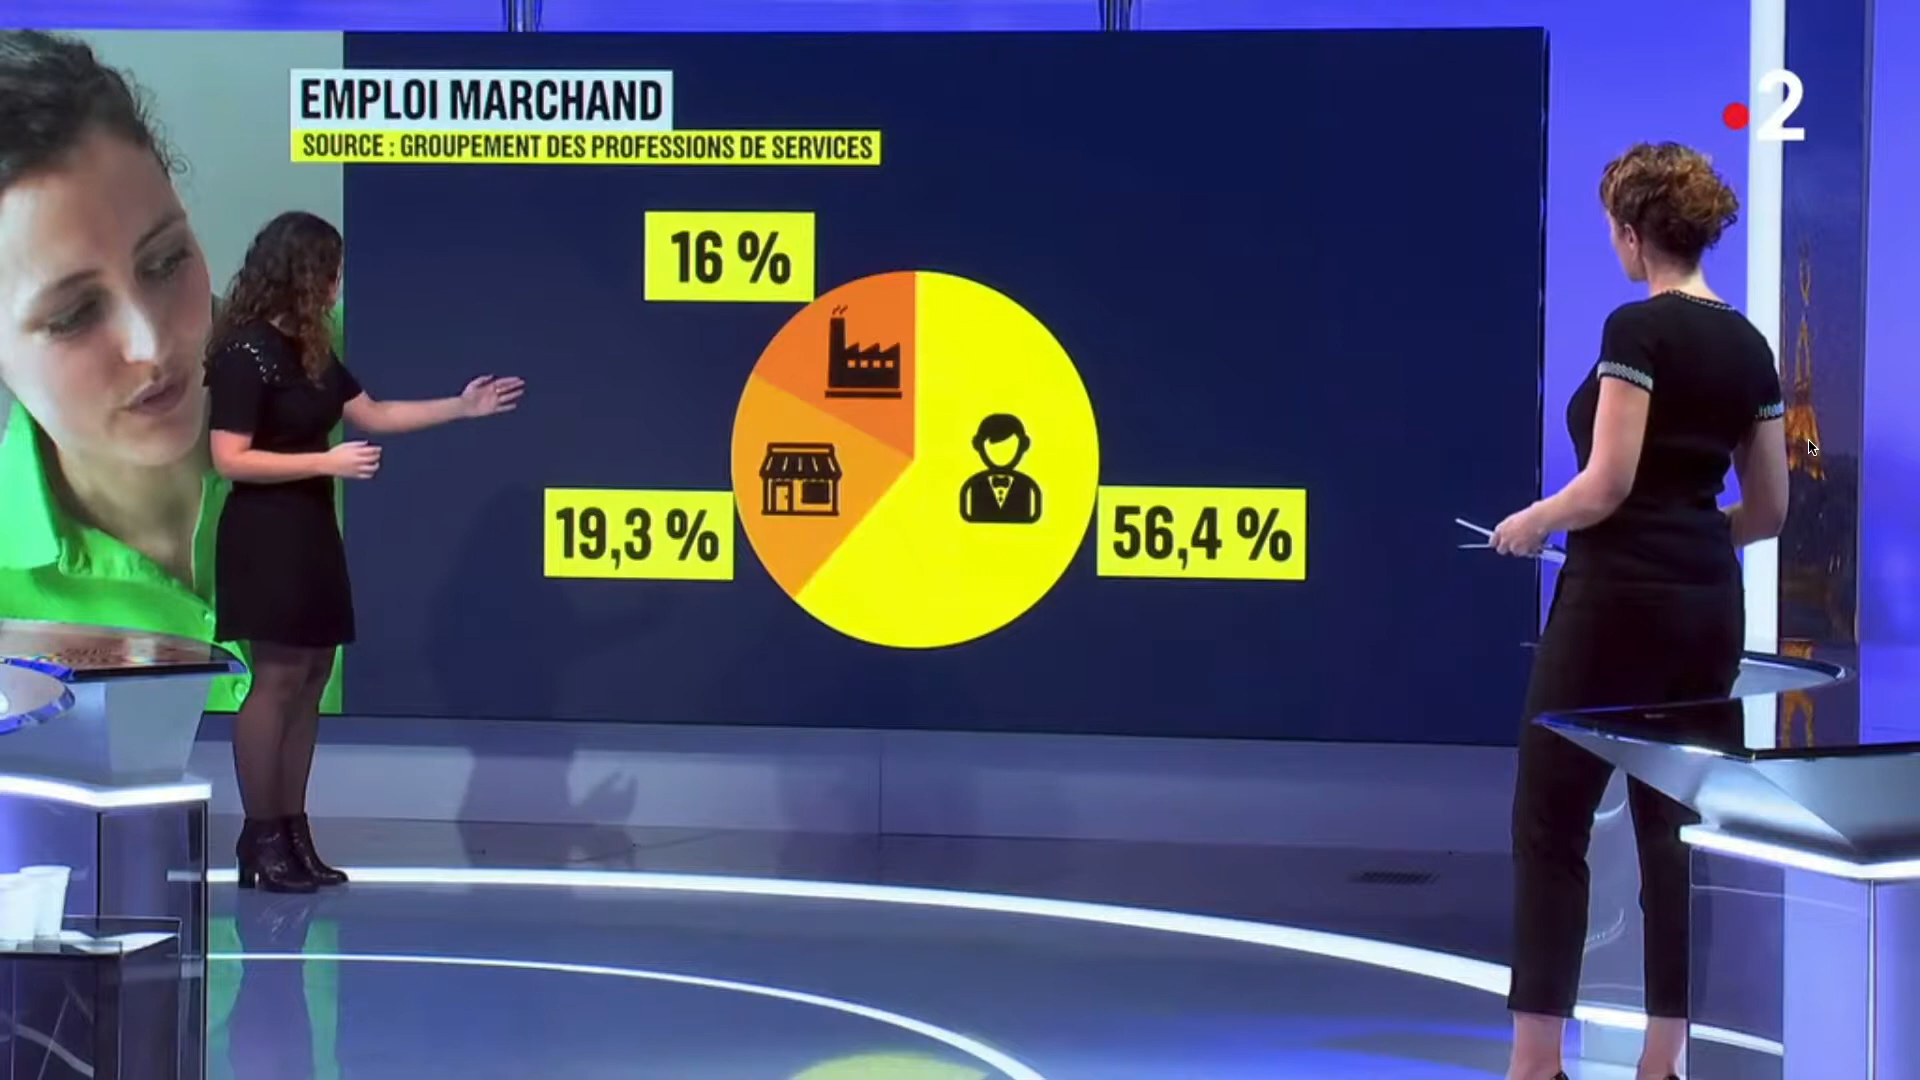 EMPLOI MARCHAND
SOURCE : GROUPEMENT DES PROFESSIONS DE SERVICES
2
16 %
19,3 %
56,4 %